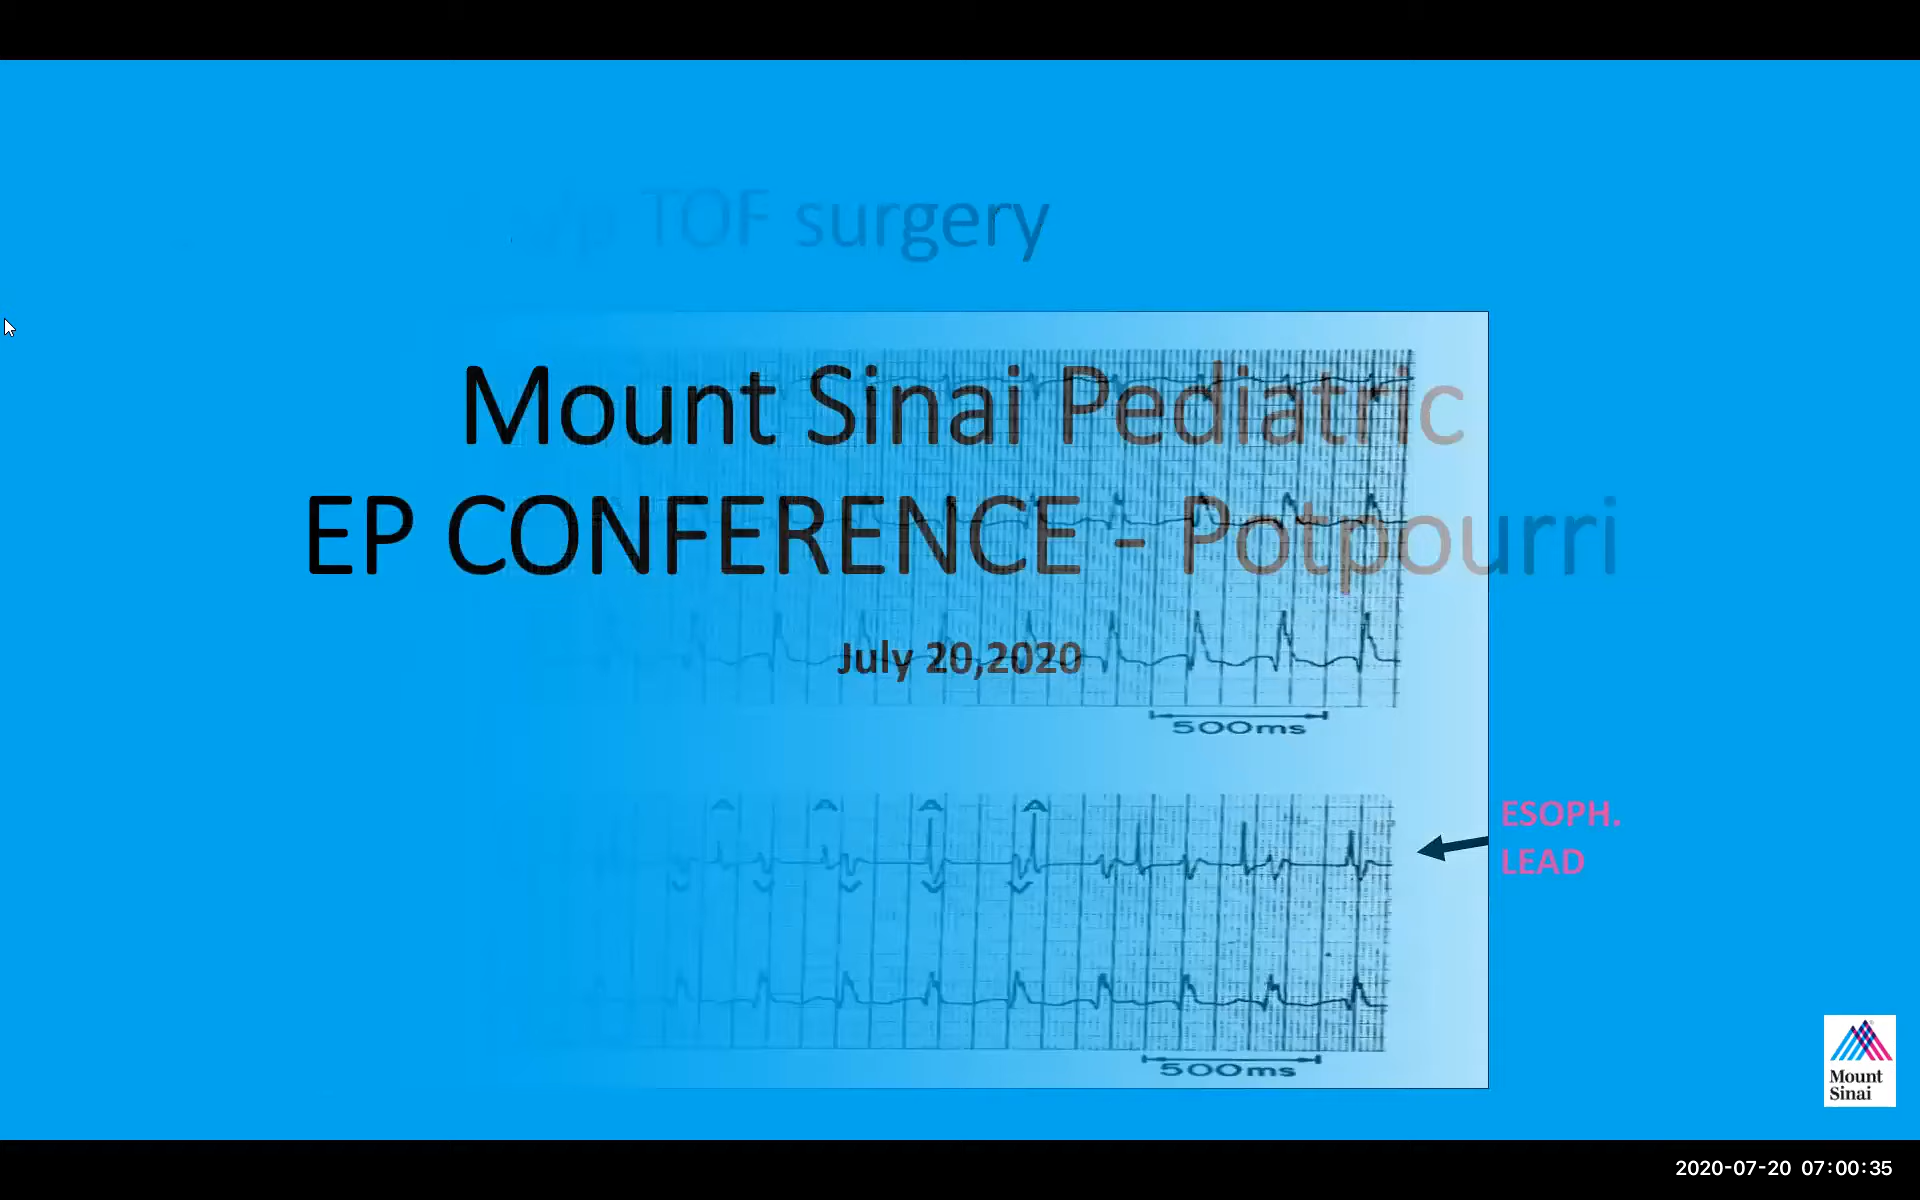 TOF surgery
Mount Sinai Pediatric
EP CONFERENCE - Potpourri
July 20,2020
500ms
A A A A
V V V V V
ESOPH.
LEAD
500ms
Mount
Sinai
2020-07-20 07:00:35